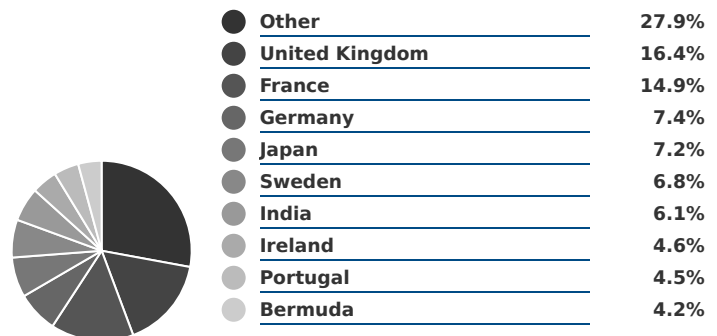 Other 27.9%
United Kingdom 16.4%
France 14.9%
Germany 7.4%
Japan 7.2%
Sweden 6.8%
India 6.1%
Ireland 4.6%
Portugal 4.5%
Bermuda 4.2%